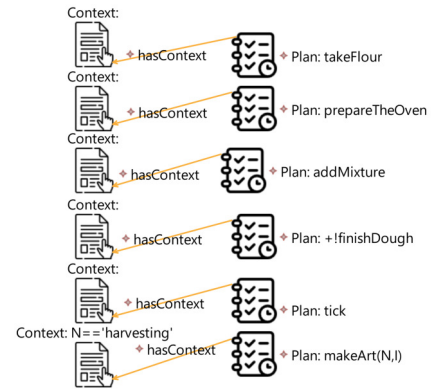 Context:
hasContext
Plan: takeFlour
Context:
hasContext
Plan: prepareTheOven
Context:
hasContext
Plan: addMixture
Context:
hasContext
Plan: +!finishDough
Context:
hasContext
Plan: tick
Context: N=='harvesting'
hasContext
Plan: makeArt(N,I)